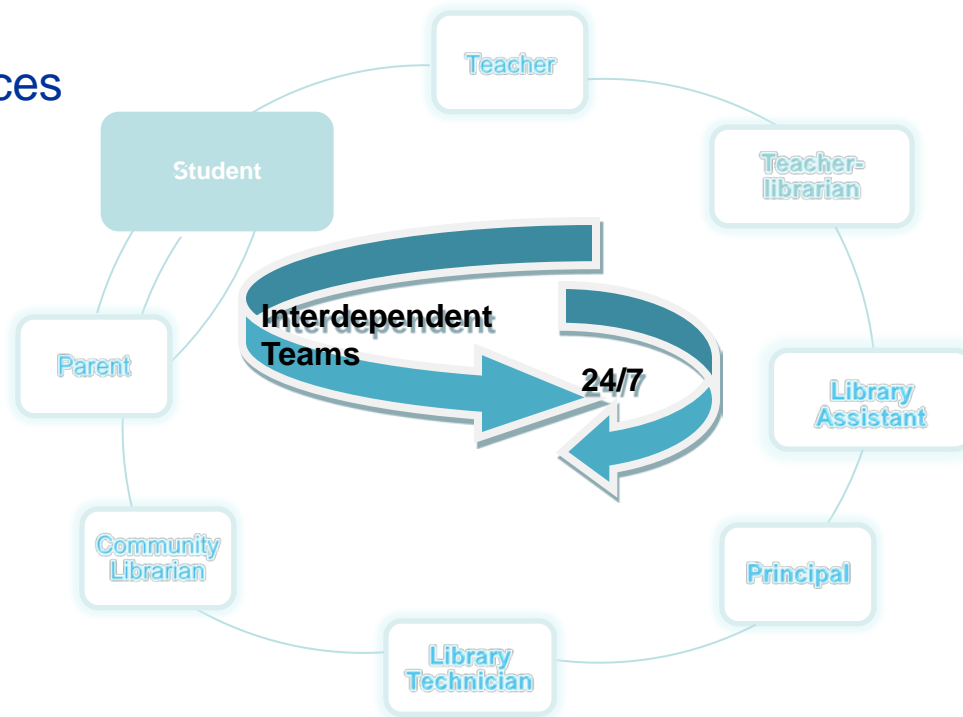 ces
Teacher
Student
Teacher-
librarian
Interdependent
Teams
24/7
Parent
Library
Assistant
Community
Librarian
Principal
Library
Technician